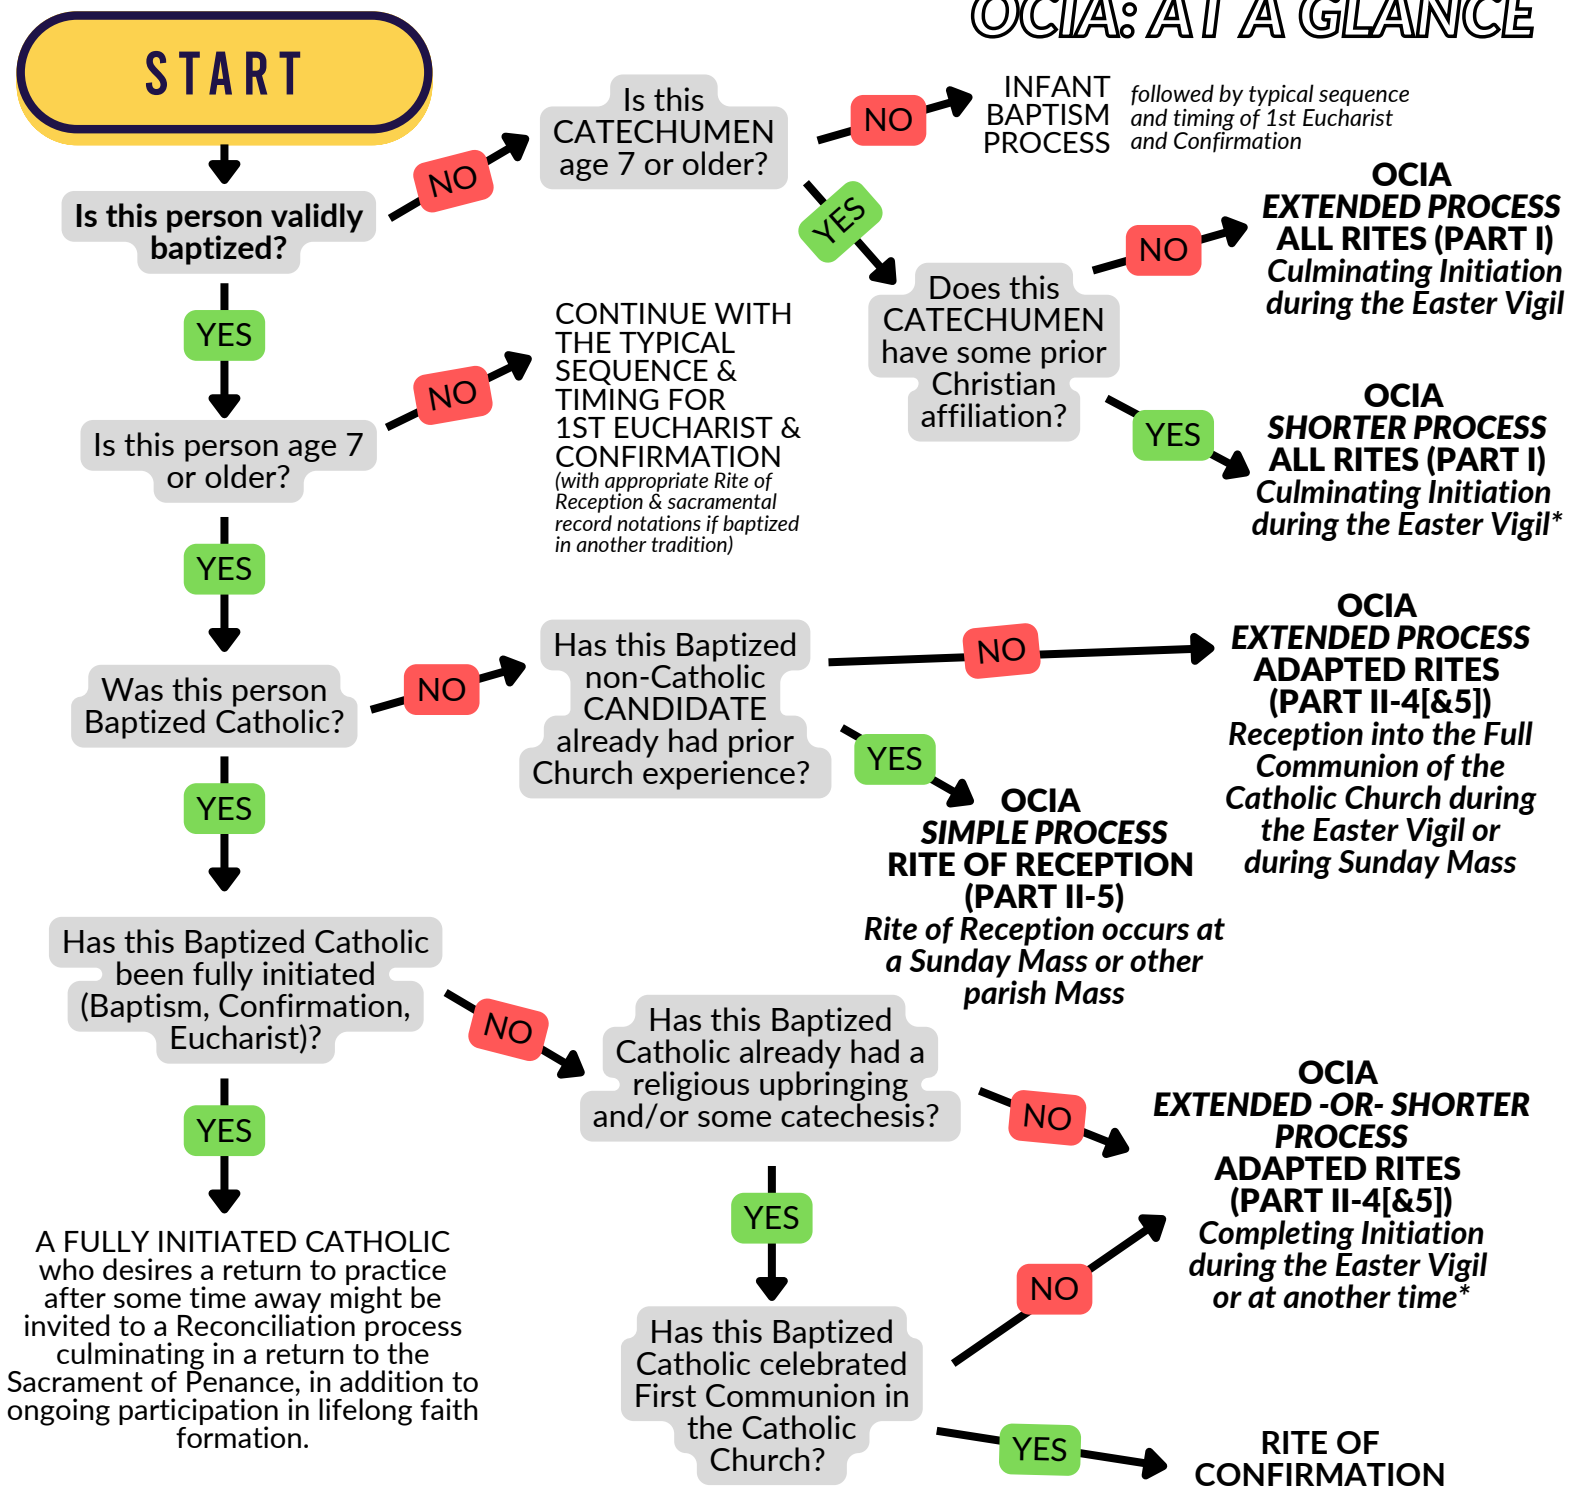 OCIA: AT A GLANCE
START
Is this person validly
baptized?
NO
Is this
CATECHUMEN
age 7 or older?
NO
INFANT
BAPTISM
PROCESS
followed by typical sequence
and timing of 1st Eucharist
and Confirmation
YES
Does this
CATECHUMEN
have some prior
Christian
affiliation?
NO
OCIA
EXTENDED PROCESS
ALL RITES (PART I)
Culminating Initiation
during the Easter Vigil
YES
OCIA
SHORTER PROCESS
ALL RITES (PART I)
Culminating Initiation
during the Easter Vigil*
YES
Is this person age 7
or older?
NO
CONTINUE WITH
THE TYPICAL
SEQUENCE &
TIMING FOR
1ST EUCHARIST &
CONFIRMATION
(with appropriate Rite of
Reception & sacramental
record notations if baptized
in another tradition)
YES
Was this person
Baptized Catholic?
NO
Has this Baptized
non-Catholic
CANDIDATE
already had prior
Church experience?
NO
OCIA
EXTENDED PROCESS
ADAPTED RITES
(PART II-4[&5])
Reception into the Full
Communion of the
Catholic Church during
the Easter Vigil or
during Sunday Mass
YES
OCIA
SIMPLE PROCESS
RITE OF RECEPTION
(PART II-5)
Rite of Reception occurs at
a Sunday Mass or other
parish Mass
YES
Has this Baptized Catholic
been fully initiated
(Baptism, Confirmation,
Eucharist)?
NO
Has this Baptized
Catholic already had a
religious upbringing
and/or some catechesis?
NO
OCIA
EXTENDED -OR- SHORTER
PROCESS
ADAPTED RITES
(PART II-4[&5])
Completing Initiation
during the Easter Vigil
or at another time*
YES
A FULLY INITIATED CATHOLIC
who desires a return to practice
after some time away might be
invited to a Reconciliation process
culminating in a return to the
Sacrament of Penance, in addition to
ongoing participation in lifelong faith
formation.
YES
Has this Baptized
Catholic celebrated
First Communion in
the Catholic
Church?
NO
YES
RITE OF
CONFIRMATION